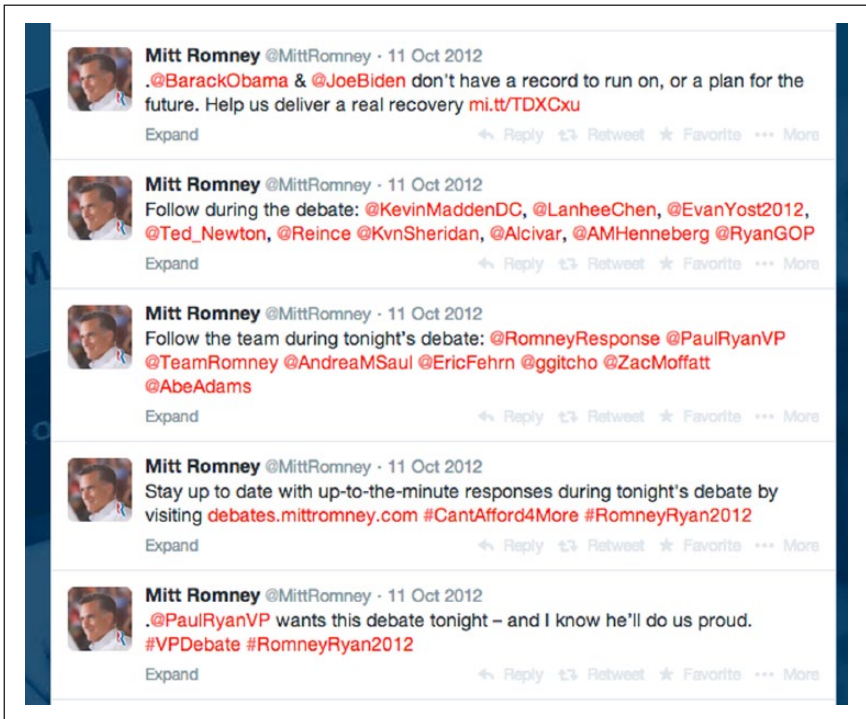 Mitt Romney @MittRomney · 11 Oct 2012
.@BarackObama & @JoeBiden don't have a record to run on, or a plan for the
future. Help us deliver a real recovery mi.tt/TDXCxu
Expand Reply Retweet Favorite More
Mitt Romney @MittRomney · 11 Oct 2012
Follow during the debate: @KevinMaddenDC, @LanheeChen, @EvanYost2012,
@Ted_Newton, @Reince @KvnSheridan, @Alcivar, @AMHenneberg @RyanGOP
Expand Reply Retweet Favorite More
Mitt Romney @MittRomney · 11 Oct 2012
Follow the team during tonight's debate: @RomneyResponse @PaulRyanVP
@TeamRomney @AndreaMSaul @EricFehrn @ggitcho @ZacMoffatt
@AbeAdams
Expand Reply Retweet Favorite More
Mitt Romney @MittRomney · 11 Oct 2012
Stay up to date with up-to-the-minute responses during tonight's debate by
visiting debates.mittromney.com #CantAfford4More #RomneyRyan2012
Expand Reply Retweet Favorite More
Mitt Romney @MittRomney · 11 Oct 2012
.@PaulRyanVP wants this debate tonight – and I know he'll do us proud.
#VPDebate #RomneyRyan2012
Expand Reply Retweet Favorite More